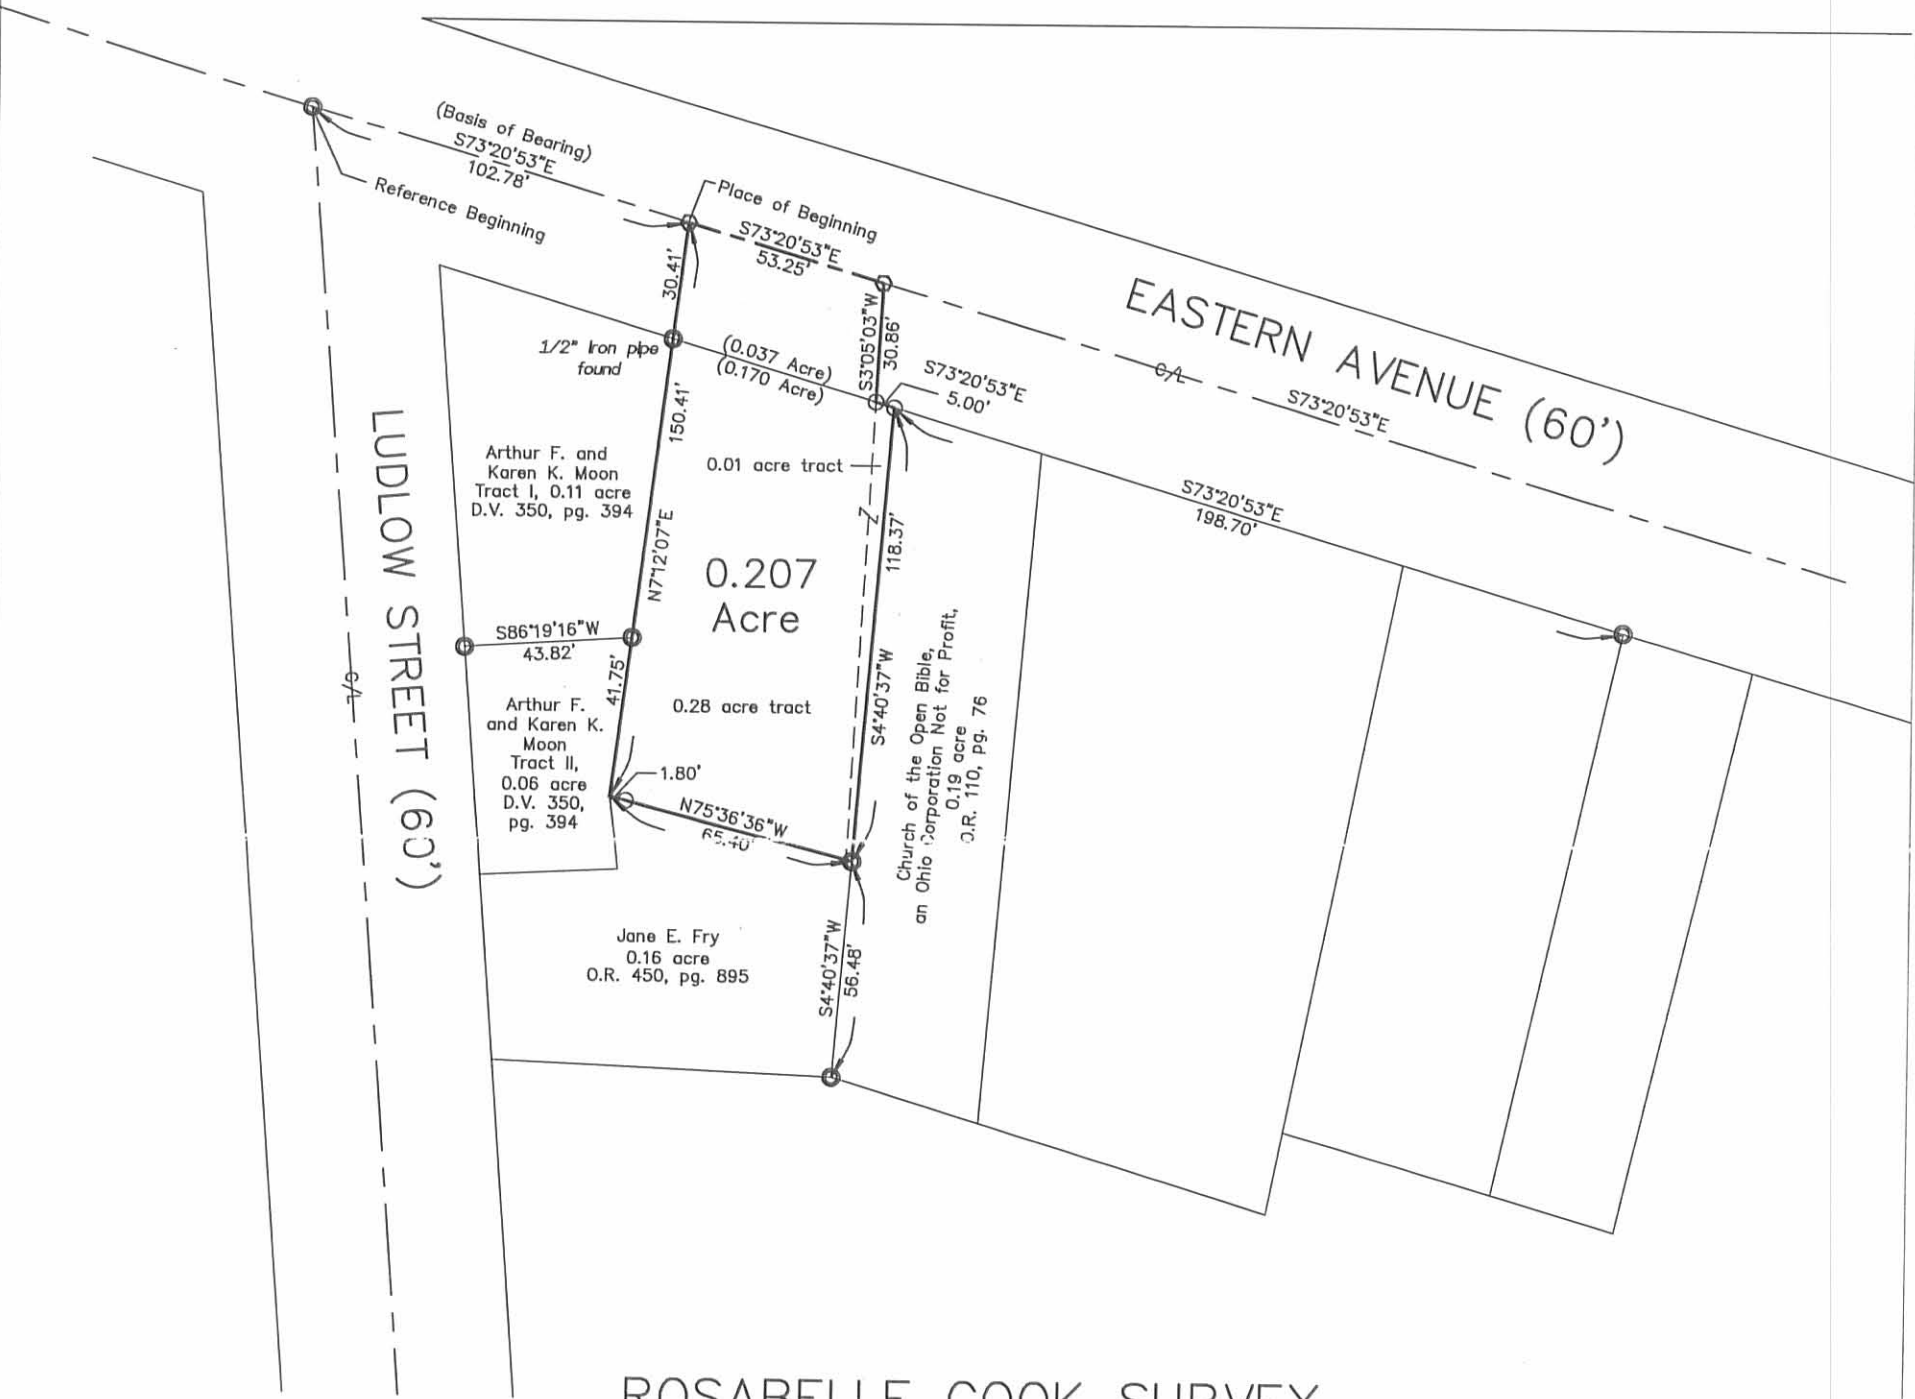 (Basis of Bearing)
S73°20'53"E
102.78'
Reference Beginning
Place of Beginning
S73°20'53"E
53.25'
30.41'
S3°05'03"W
30.86'
EASTERN AVENUE (60')
C/L
S73°20'53"E
1/2" Iron pipe
found
(0.037 Acre)
(0.170 Acre)
S73°20'53"E
5.00'
150.41'
LUDLOW STREET (60')
C/L
Arthur F. and
Karen K. Moon
Tract I, 0.11 acre
D.V. 350, pg. 394
0.01 acre tract
Z
118.37'
S73°20'53"E
198.70'
N7°12'07"E
0.207
Acre
S86°19'16"W
43.82'
41.75'
S4°40'37"W
Arthur F.
and Karen K.
Moon
Tract II,
0.06 acre
D.V. 350,
pg. 394
0.28 acre tract
1.80'
N75°36'36"W
65.40'
Church of the Open Bible,
an Ohio Corporation Not for Profit,
0.19 acre
O.R. 110, pg. 76
Jane E. Fry
0.16 acre
O.R. 450, pg. 895
S4°40'37"W
56.48'
ROSABELLE COOK SURVEY